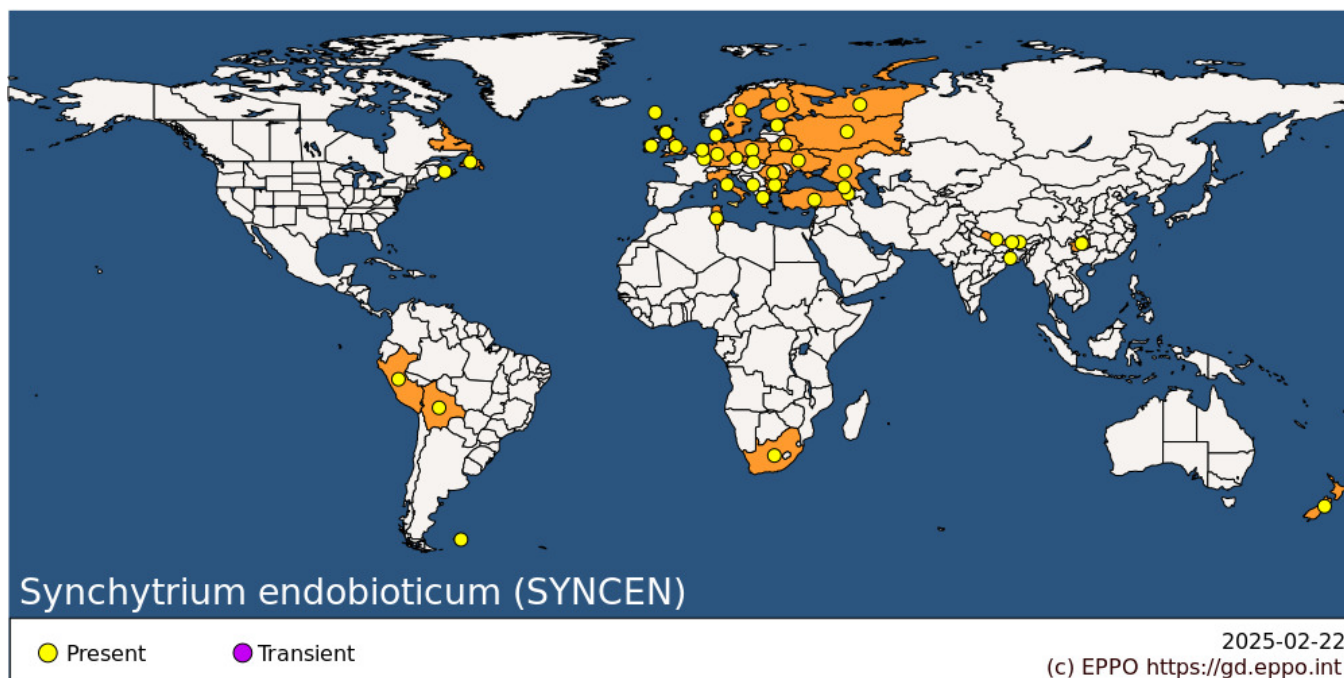 Synchytrium endobioticum (SYNCEN)
Present
Transient
2025-02-22
(c) EPPO https://gd.eppo.int